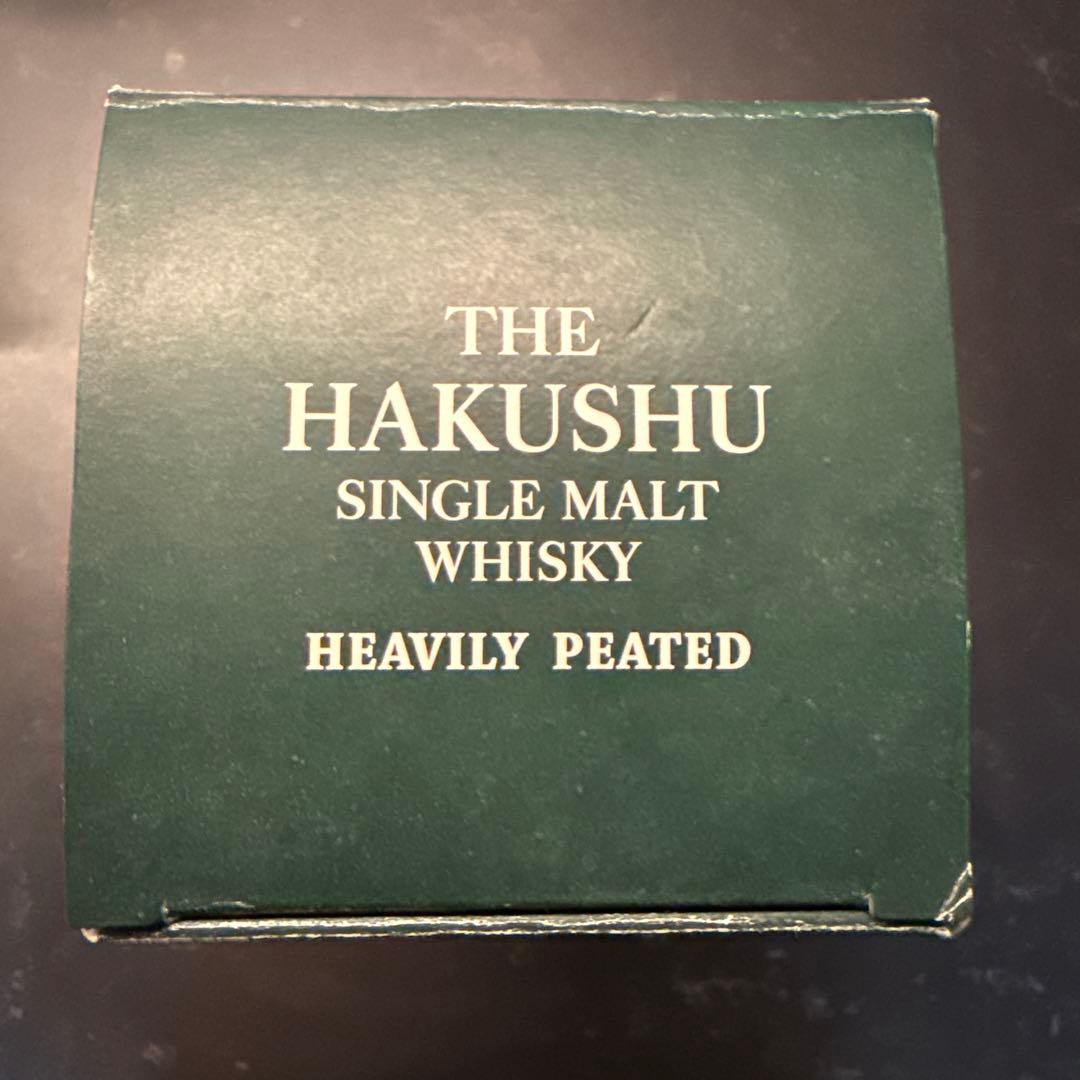 THE
HAKUSHU
SINGLE MALT
WHISKY
HEAVILY PEATED